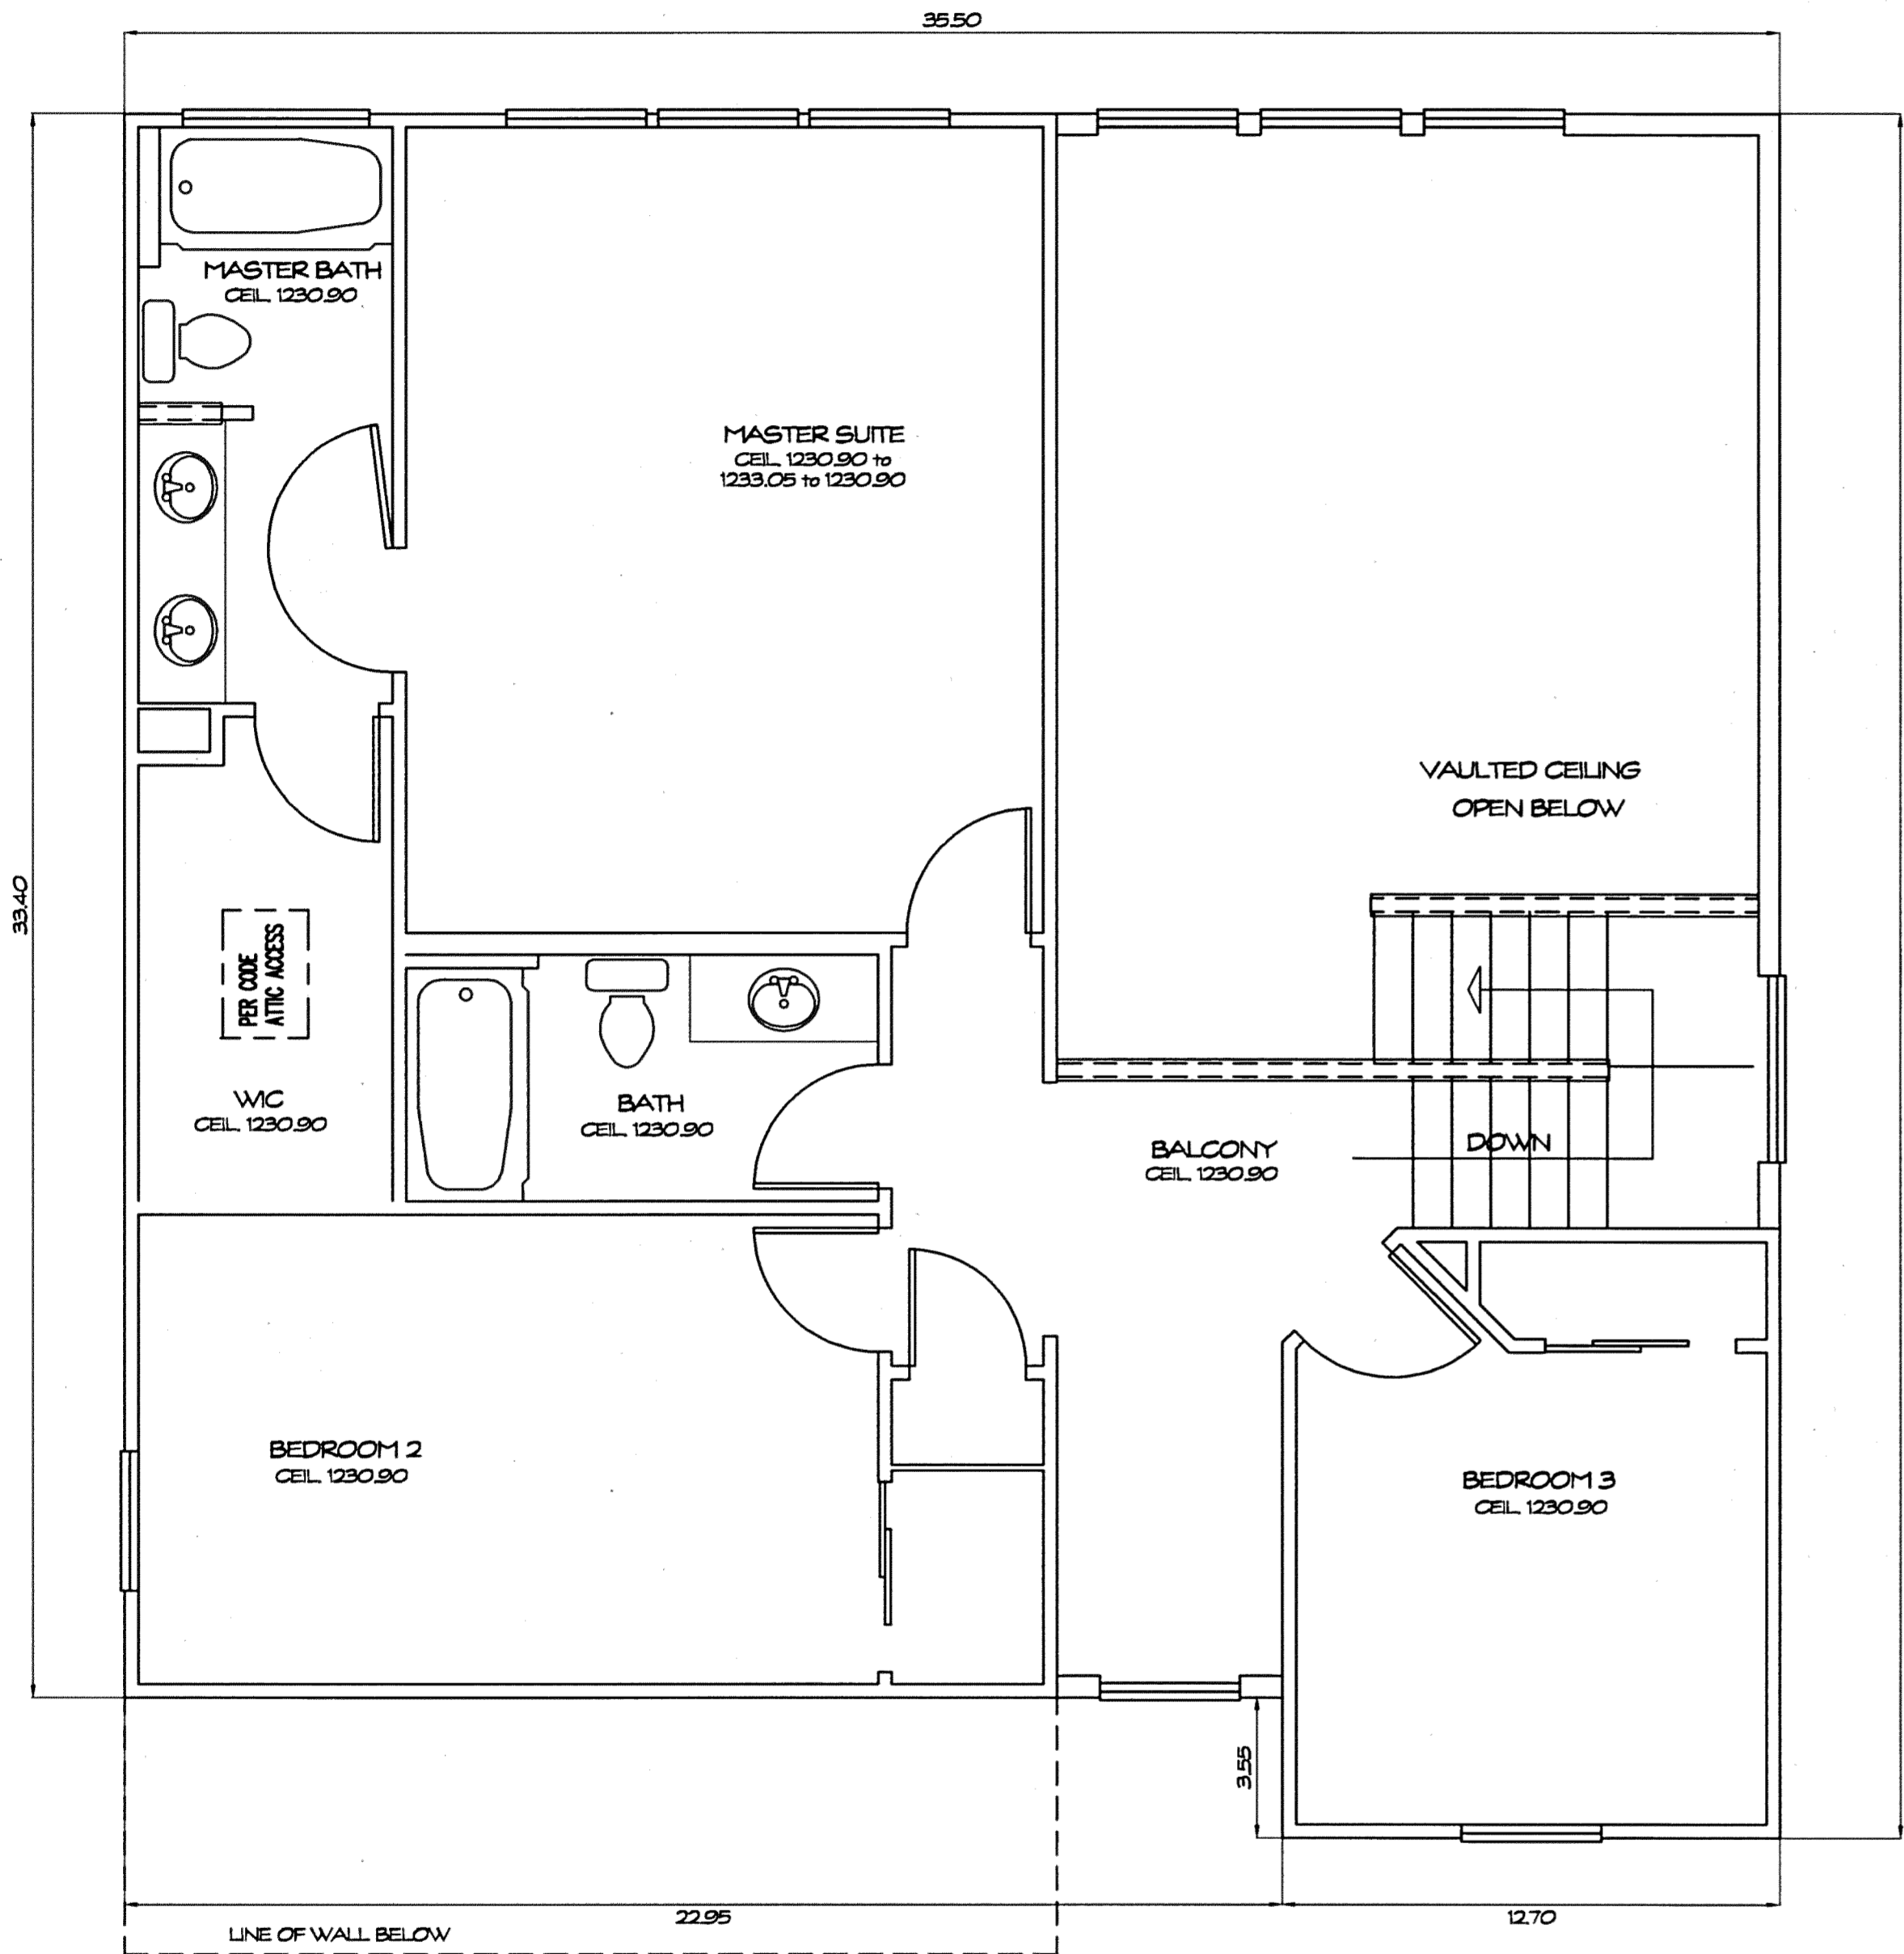 35.50
MASTER BATH
CEIL. 1230.90
MASTER SUITE
CEIL. 1230.90 to
1233.05 to 1230.90
VAULTED CEILING
OPEN BELOW
33.40
PER CODE
ATTIC ACCESS
WIC
CEIL. 1230.90
BATH
CEIL. 1230.90
BALCONY
CEIL. 1230.90
DOWN
BEDROOM 2
CEIL. 1230.90
BEDROOM 3
CEIL. 1230.90
3.55
22.95
12.70
LINE OF WALL BELOW